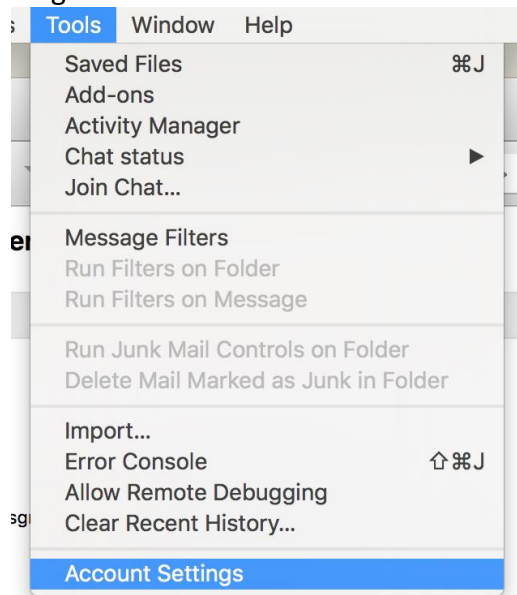 Tools Window Help
Saved Files ⌘J
Add-ons
Activity Manager
Chat status ▶
Join Chat...
Message Filters
Run Filters on Folder
Run Filters on Message
Run Junk Mail Controls on Folder
Delete Mail Marked as Junk in Folder
Import...
Error Console ⇧⌘J
Allow Remote Debugging
Clear Recent History...
Account Settings